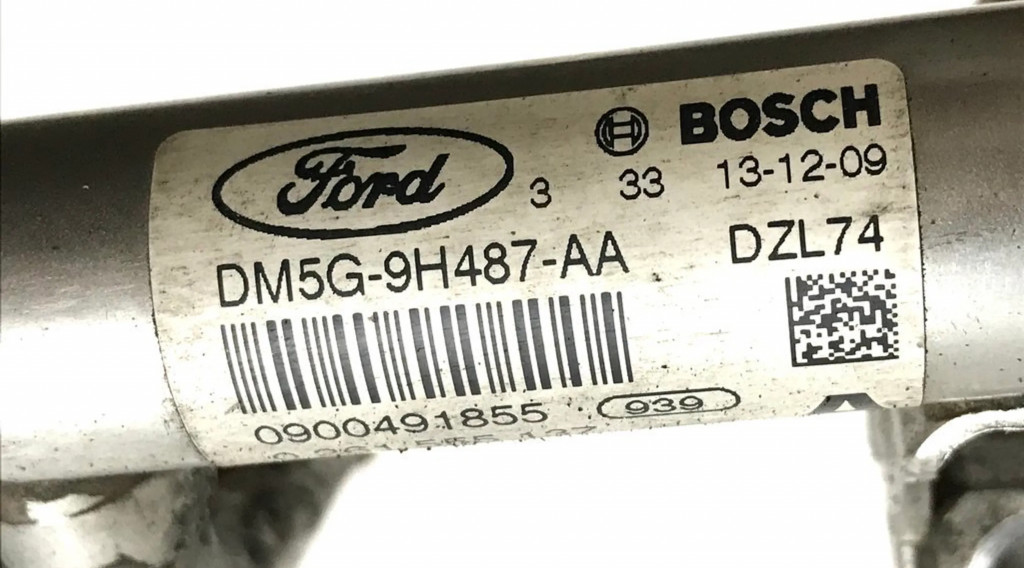 BOSCH
Ford 3 33 13-12-09
DM5G-9H487-AA DZL74
0900491855 939